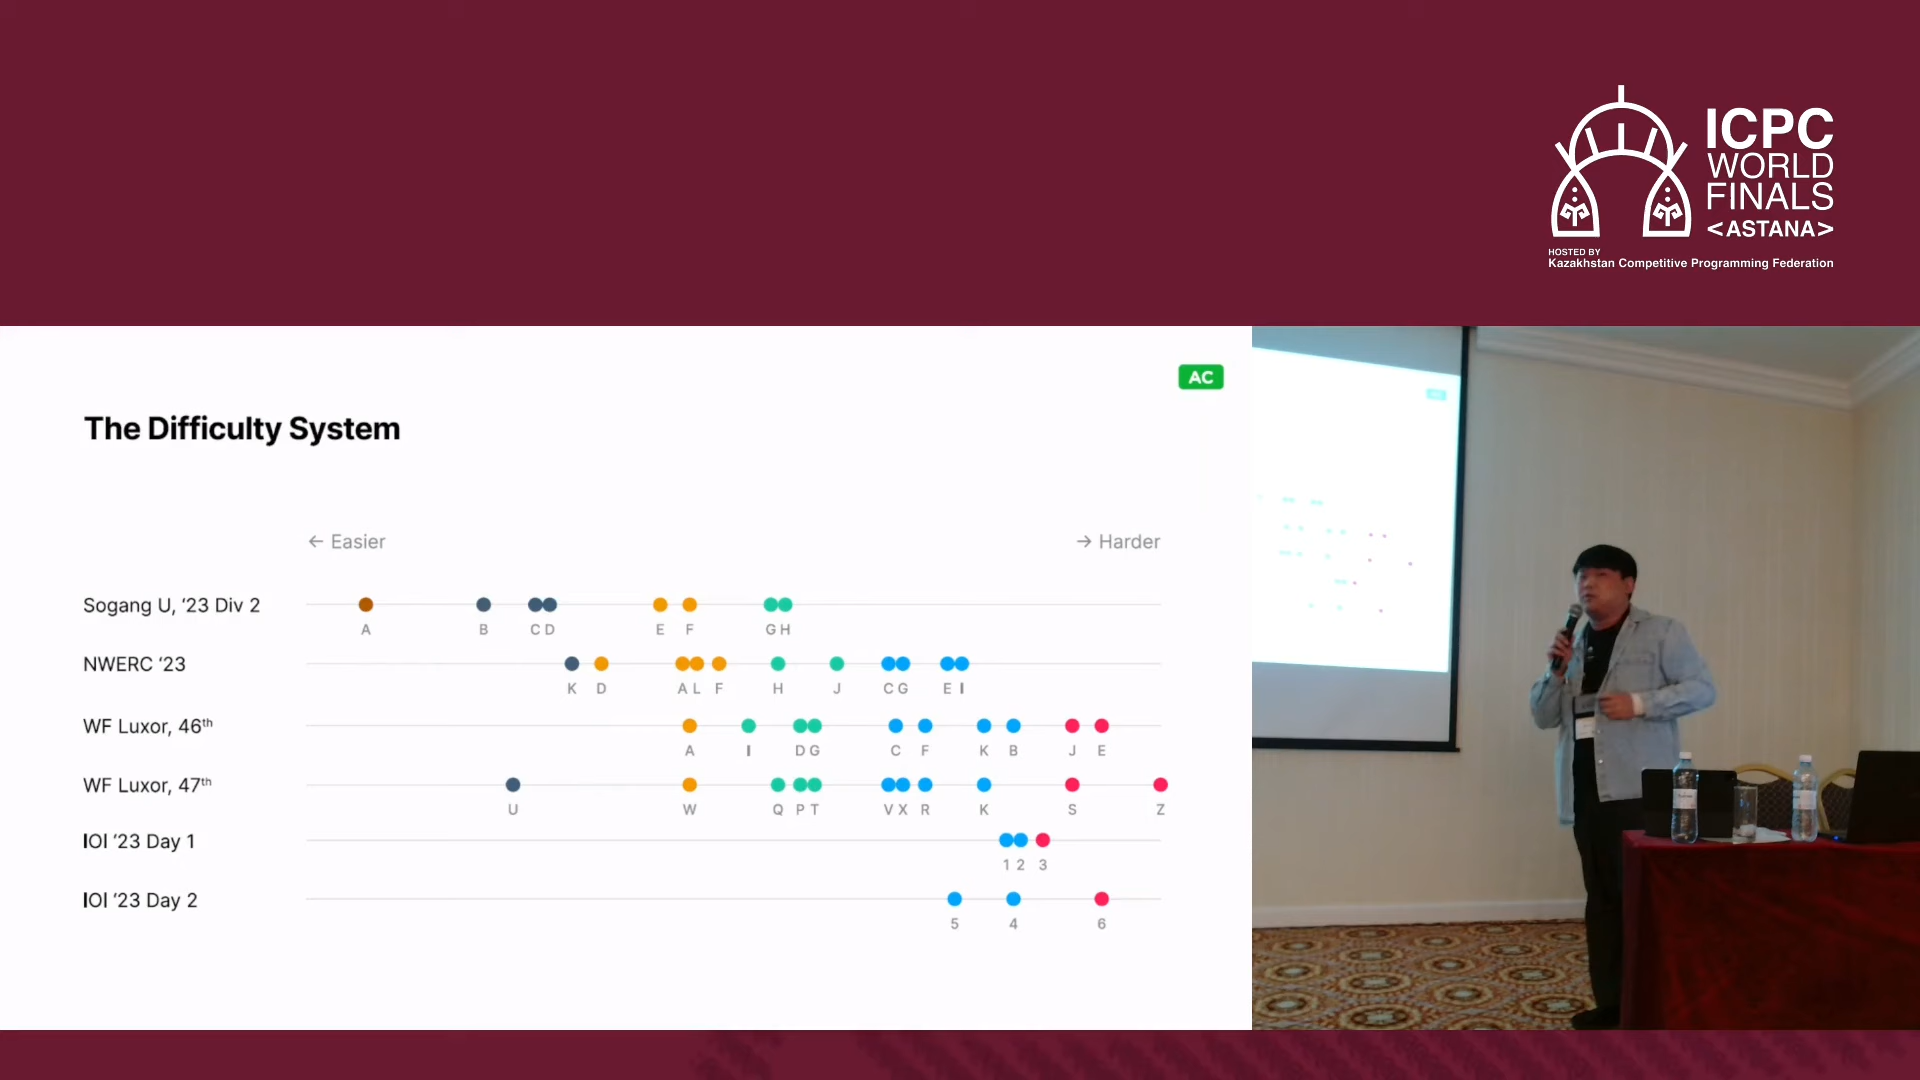 ICPC
WORLD
FINALS
<ASTANA>
HOSTED BY
Kazakhstan Competitive Programming Federation
AC
The Difficulty System
← Easier
→ Harder
Sogang U, ‘23 Div 2
A B C D E F G H
NWERC ‘23
K D A L F H J C G E I
WF Luxor, 46th
A I D G C F K B J E
WF Luxor, 47th
U W Q P T V X R K S Z
IOI ‘23 Day 1
1 2 3
IOI ‘23 Day 2
5 4 6